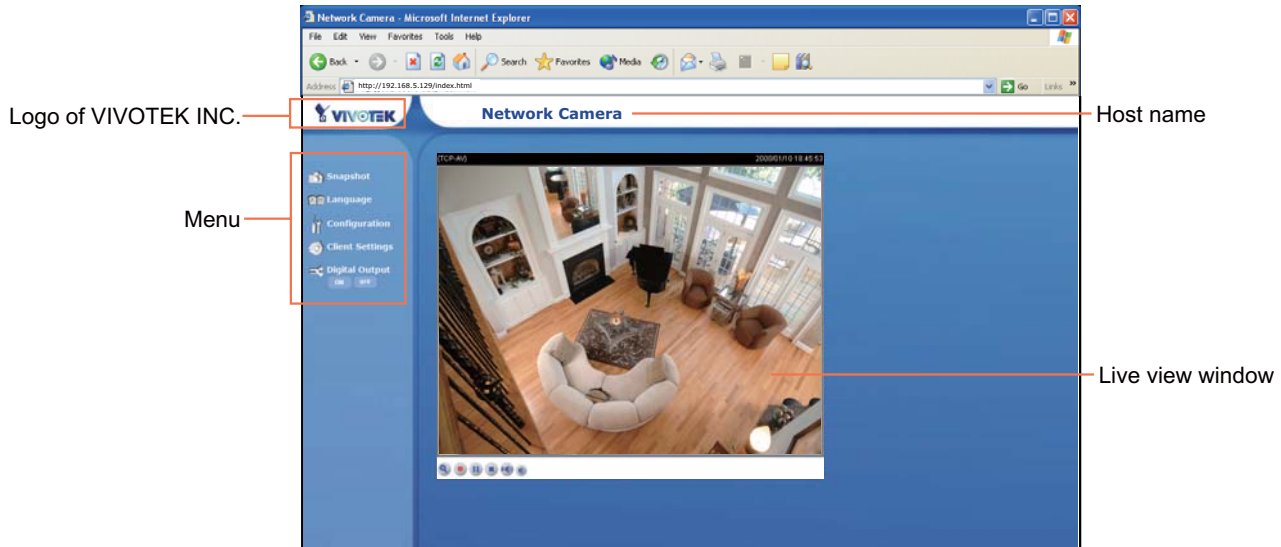 Network Camera - Microsoft Internet Explorer
File Edit View Favorites Tools Help
Back Search Favorites Media
Address http://192.168.5.129/index.html Go Links »
Logo of VIVOTEK INC.
VIVOTEK
Network Camera
Host name
(TCP-AV) 2000/01/10 18:45:53
Menu
Snapshot
Language
Configuration
Client Settings
Digital Output
ON OFF
Live view window